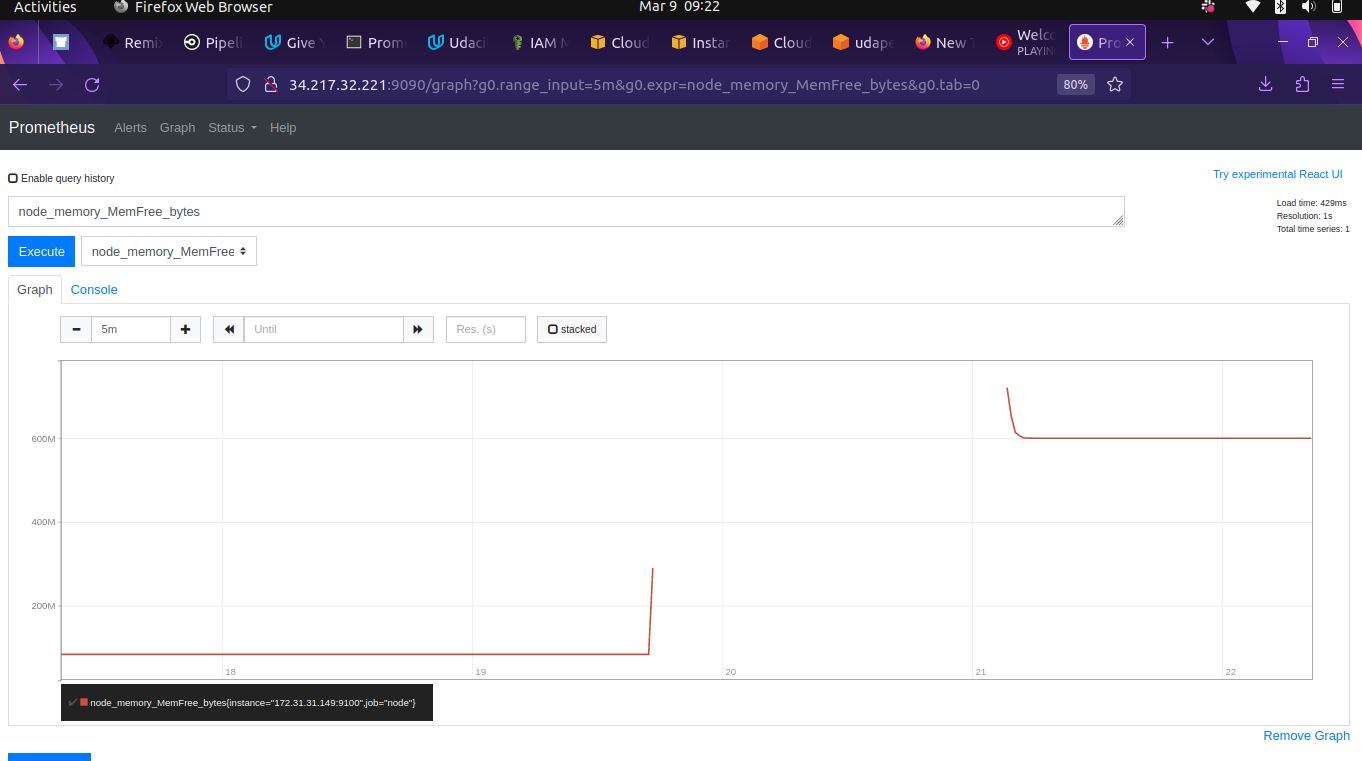 Activities Firefox Web Browser Mar 9 09:22
Remix Pipeli Give Prom Udaci IAM M Cloud Instan Cloud udape New T Welco Pro
PLAYING
34.217.32.221:9090/graph?g0.range_input=5m&g0.expr=node_memory_MemFree_bytes&g0.tab=0 80%
Prometheus Alerts Graph Status Help
Enable query history Try experimental React UI
node_memory_MemFree_bytes
Load time: 429ms
Resolution: 1s
Total time series: 1
Execute node_memory_MemFree
Graph Console
5m Until Res. (s) stacked
600M
400M
200M
18 19 20 21 22
node_memory_MemFree_bytes{instance="172.31.31.149:9100",job="node"}
Remove Graph